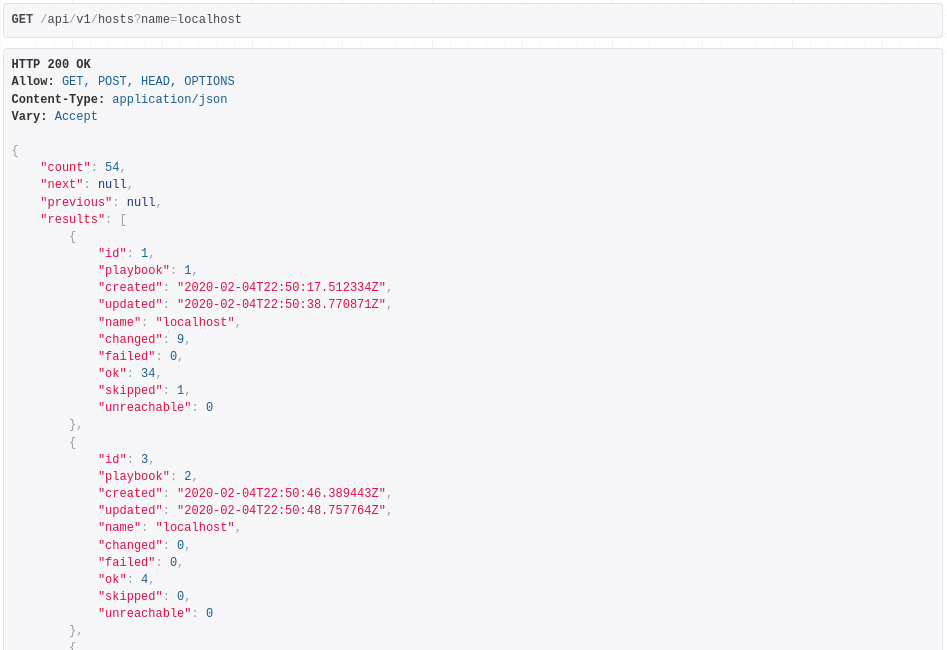 GET /api/v1/hosts?name=localhost
HTTP 200 OK
Allow: GET, POST, HEAD, OPTIONS
Content-Type: application/json
Vary: Accept
{
    "count": 54,
    "next": null,
    "previous": null,
    "results": [
        {
            "id": 1,
            "playbook": 1,
            "created": "2020-02-04T22:50:17.512334Z",
            "updated": "2020-02-04T22:50:38.770871Z",
            "name": "localhost",
            "changed": 9,
            "failed": 0,
            "ok": 34,
            "skipped": 1,
            "unreachable": 0
        },
        {
            "id": 3,
            "playbook": 2,
            "created": "2020-02-04T22:50:46.389443Z",
            "updated": "2020-02-04T22:50:48.757764Z",
            "name": "localhost",
            "changed": 0,
            "failed": 0,
            "ok": 4,
            "skipped": 0,
            "unreachable": 0
        },
        {